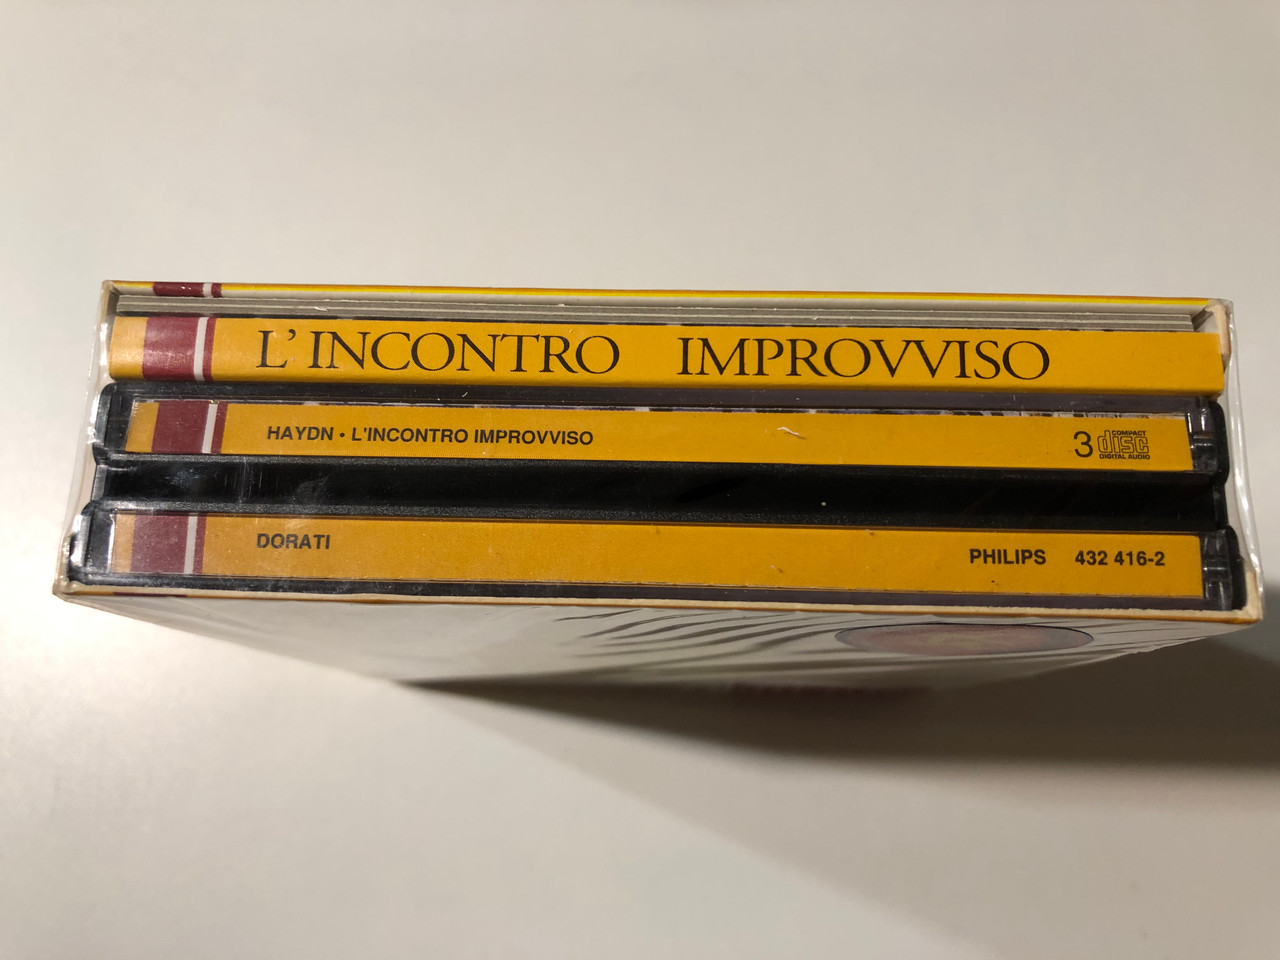 L'INCONTRO IMPROVVISO
HAYDN • L'INCONTRO IMPROVVISO 3 COMPACT disc DIGITAL AUDIO
DORATI PHILIPS 432 416-2